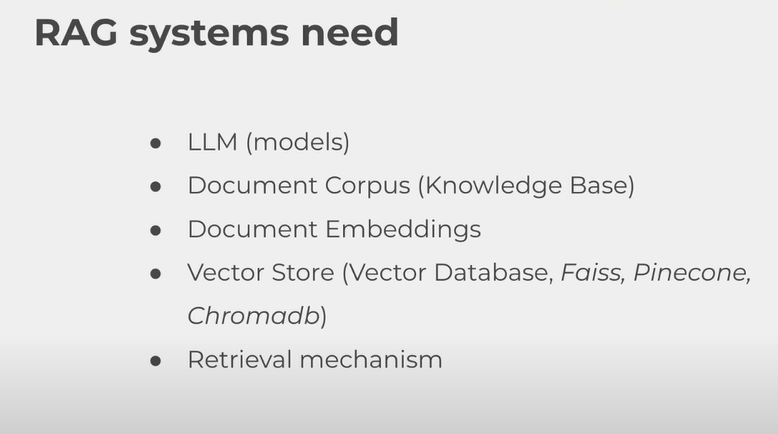 RAG systems need
● LLM (models)
● Document Corpus (Knowledge Base)
● Document Embeddings
● Vector Store (Vector Database, Faiss, Pinecone,
Chromadb)
● Retrieval mechanism